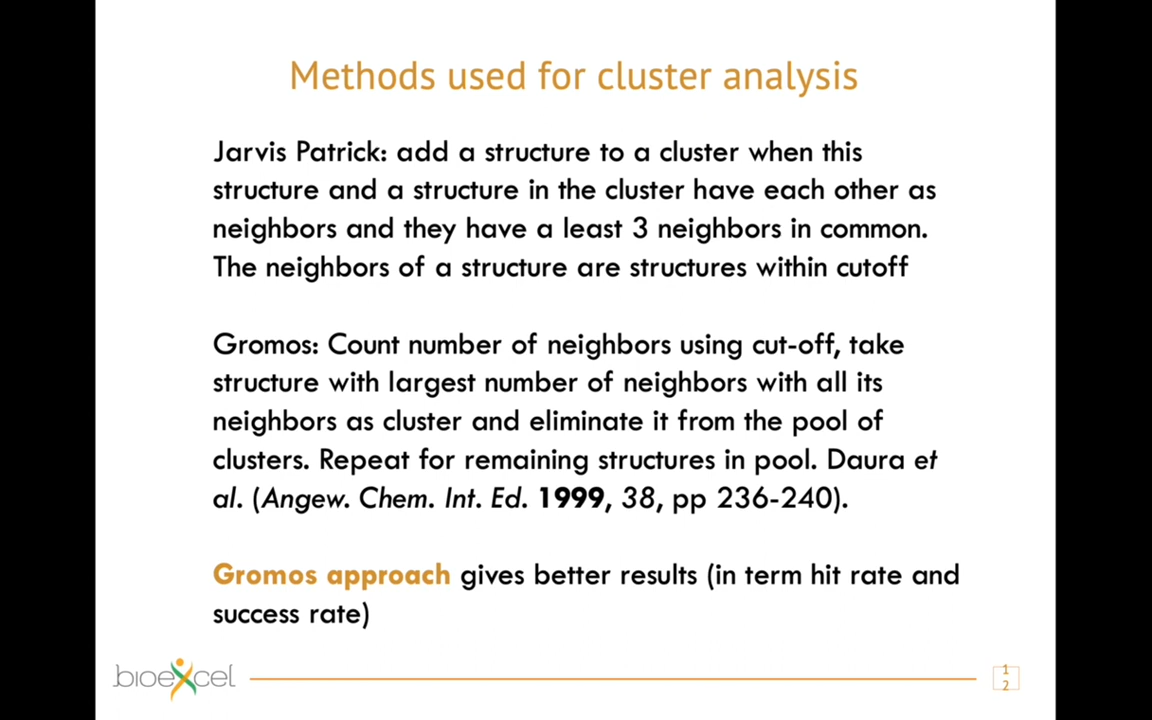 Methods used for cluster analysis
Jarvis Patrick: add a structure to a cluster when this
structure and a structure in the cluster have each other as
neighbors and they have a least 3 neighbors in common.
The neighbors of a structure are structures within cutoff
Gromos: Count number of neighbors using cut-off, take
structure with largest number of neighbors with all its
neighbors as cluster and eliminate it from the pool of
clusters. Repeat for remaining structures in pool. Daura et
al. (Angew. Chem. Int. Ed. 1999, 38, pp 236-240).
Gromos approach gives better results (in term hit rate and
success rate)
bioexcel
1
2